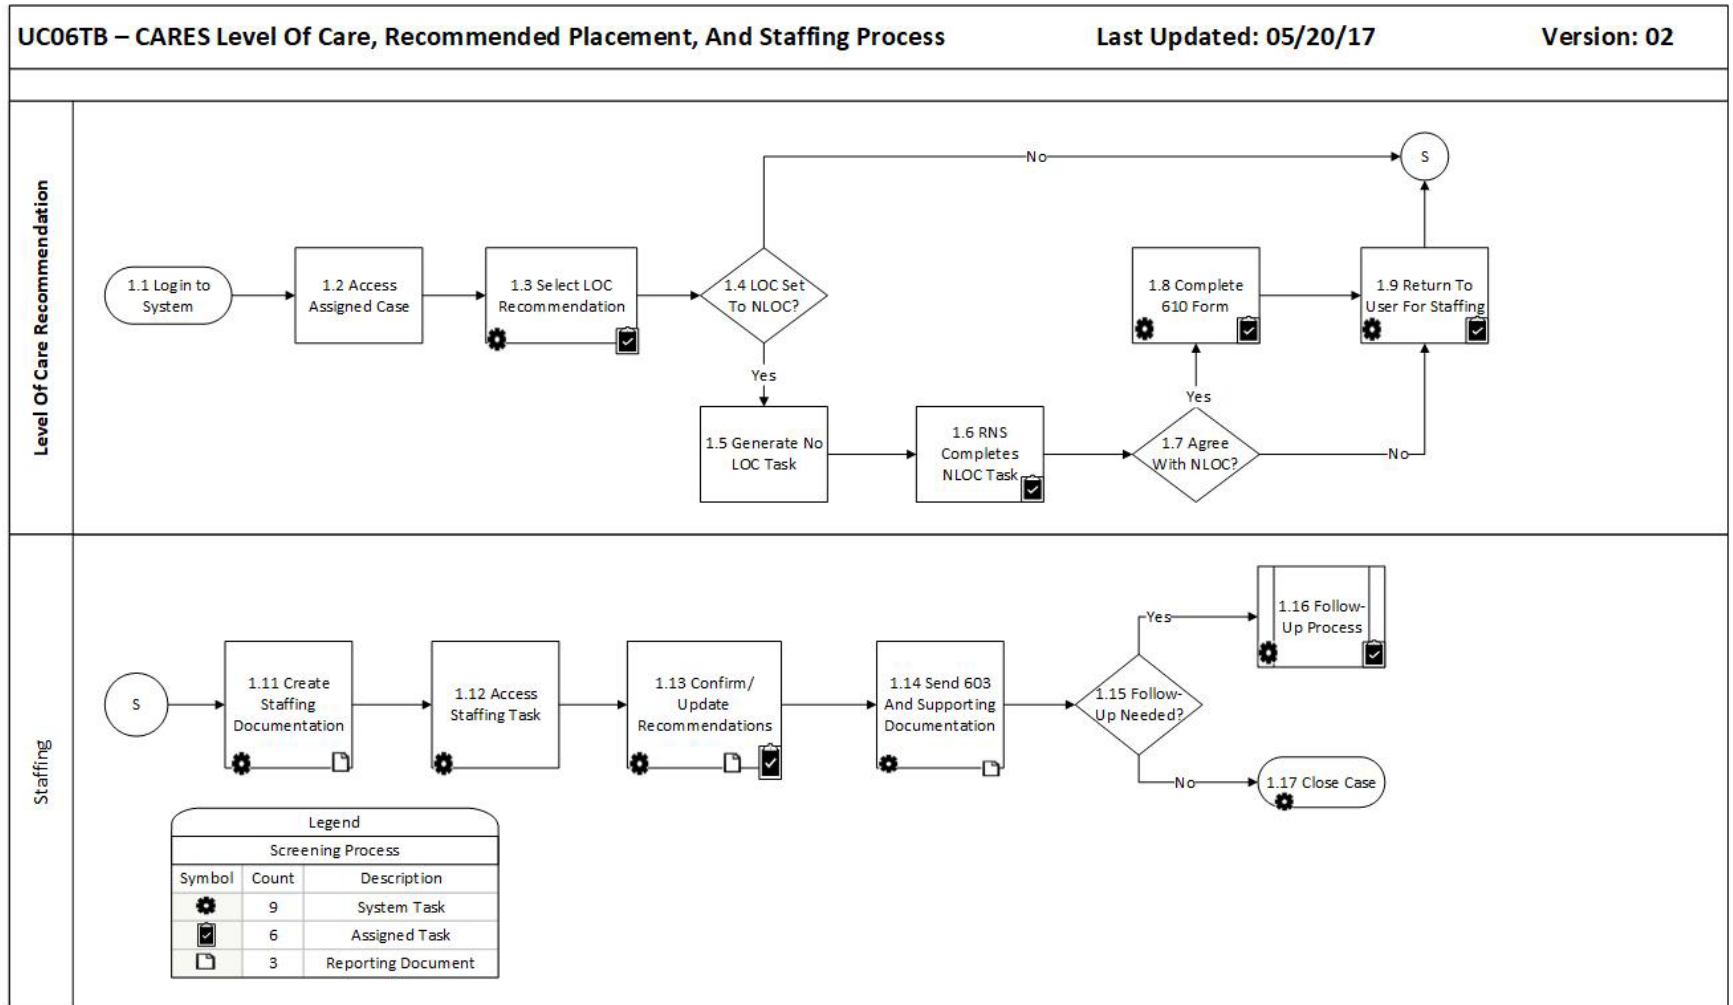 UC06TB – CARES Level Of Care, Recommended Placement, And Staffing Process
Last Updated: 05/20/17
Version: 02
Level Of Care Recommendation
1.1 Login to
System
1.2 Access
Assigned Case
1.3 Select LOC
Recommendation
1.4 LOC Set
To NLOC?
No
S
Yes
1.5 Generate No
LOC Task
1.6 RNS
Completes
NLOC Task
1.7 Agree
With NLOC?
Yes
No
1.8 Complete
610 Form
1.9 Return To
User For Staffing
Staffing
S
1.11 Create
Staffing
Documentation
1.12 Access
Staffing Task
1.13 Confirm/
Update
Recommendations
1.14 Send 603
And Supporting
Documentation
1.15 Follow-
Up Needed?
Yes
1.16 Follow-
Up Process
No
1.17 Close Case
Legend
Screening Process
Symbol Count Description
9 System Task
6 Assigned Task
3 Reporting Document